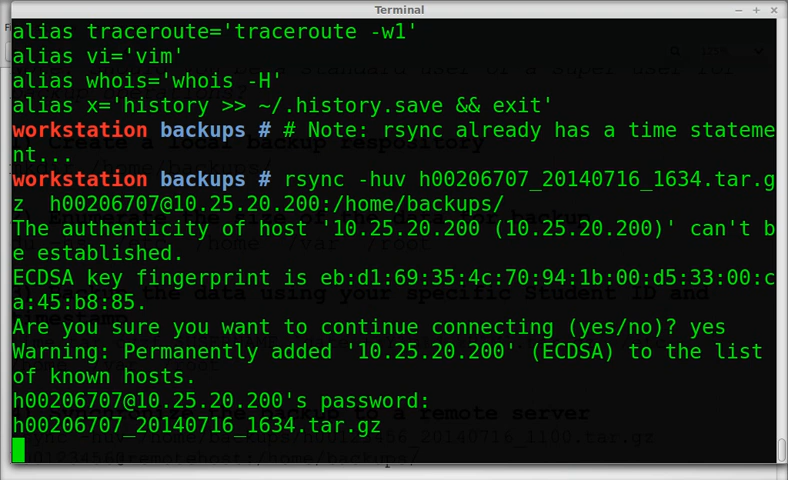 Terminal
alias traceroute='traceroute -w1'
alias vi='vim'
alias whois='whois -H'
alias x='history >> ~/.history.save && exit'
workstation backups # # Note: rsync already has a time stateme
nt...
workstation backups # rsync -huv h00206707_20140716_1634.tar.g
z  h00206707@10.25.20.200:/home/backups/
The authenticity of host '10.25.20.200 (10.25.20.200)' can't b
e established.
ECDSA key fingerprint is eb:d1:69:35:4c:70:94:1b:00:d5:33:00:c
a:45:b8:85.
Are you sure you want to continue connecting (yes/no)? yes
Warning: Permanently added '10.25.20.200' (ECDSA) to the list
of known hosts.
h00206707@10.25.20.200's password:
h00206707_20140716_1634.tar.gz